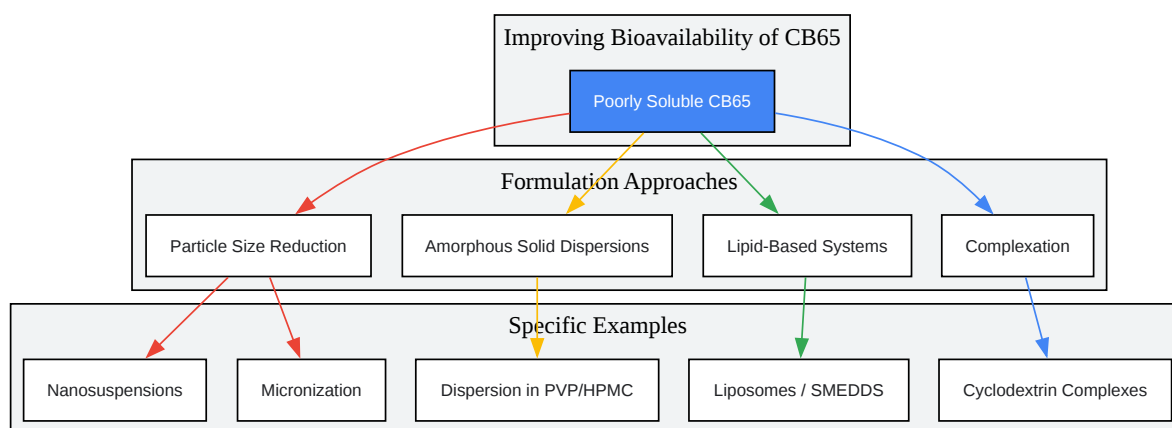 Improving Bioavailability of CB65
Poorly Soluble CB65
Formulation Approaches
Particle Size Reduction
Amorphous Solid Dispersions
Lipid-Based Systems
Complexation
Specific Examples
Nanosuspensions
Micronization
Dispersion in PVP/HPMC
Liposomes / SMEDDS
Cyclodextrin Complexes